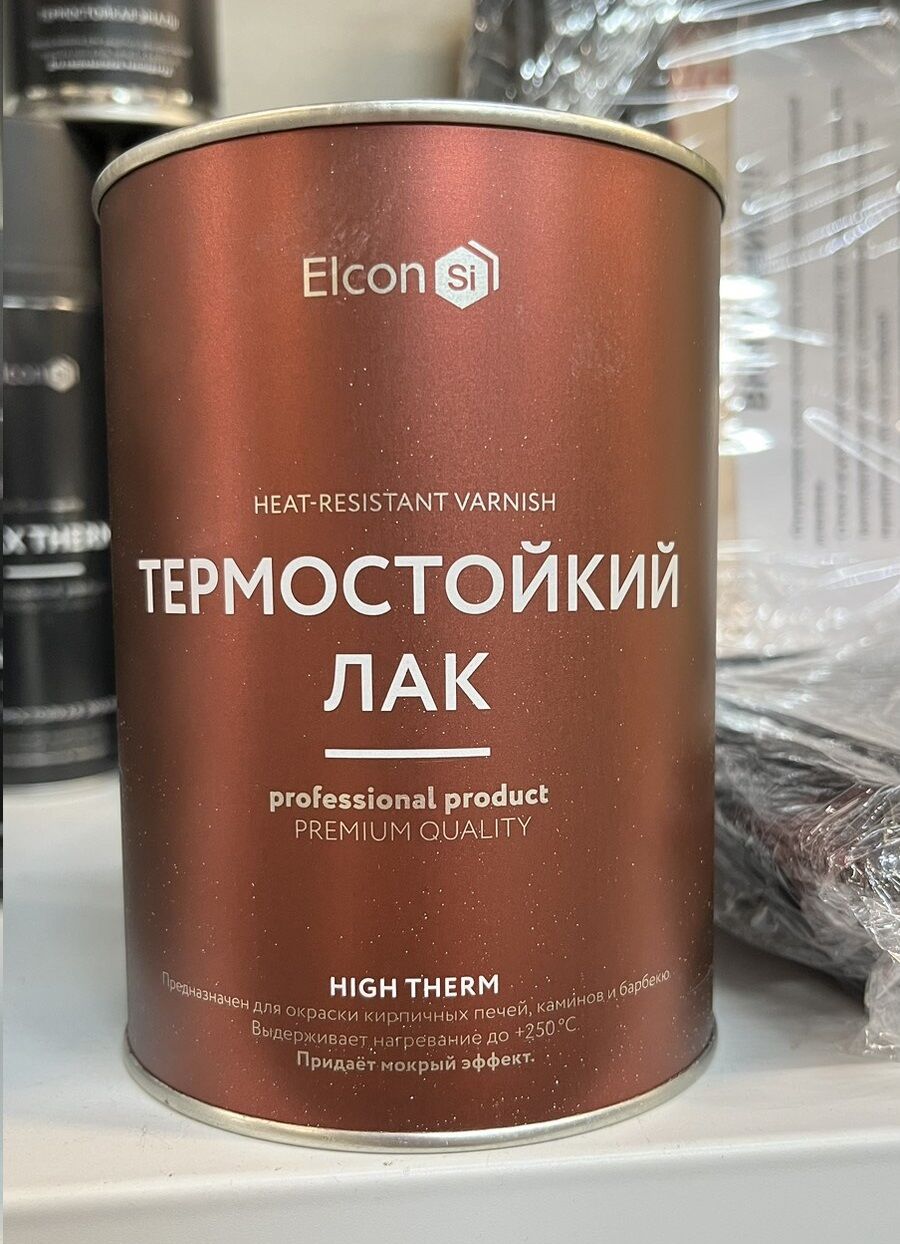 Elcon Si
HEAT-RESISTANT VARNISH
ТЕРМОСТОЙКИЙ
ЛАК
professional product
PREMIUM QUALITY
HIGH THERM
Предназначен для окраски кирпичных печей, каминов и барбекю.
Выдерживает нагревание до +250 °C.
Придаёт мокрый эффект.
X THERM